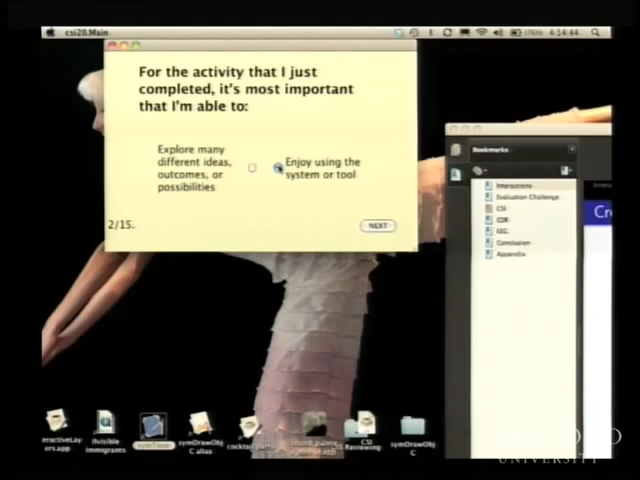 csi20.Main
4:14:44
For the activity that I just
completed, it's most important
that I'm able to:
Explore many
different ideas,
outcomes, or
possibilities
Enjoy using the
system or tool
2/15.
NEXT
Bookmarks
Interactions
Evaluation Challenge
CSI
CDR
EEG
Conclusion
Appendix
Cr
ers.app
Invisible
Immigrants
symDrawObj
C alias
CSI
Reviewing
symDrawObj
C
UNIVERSITY